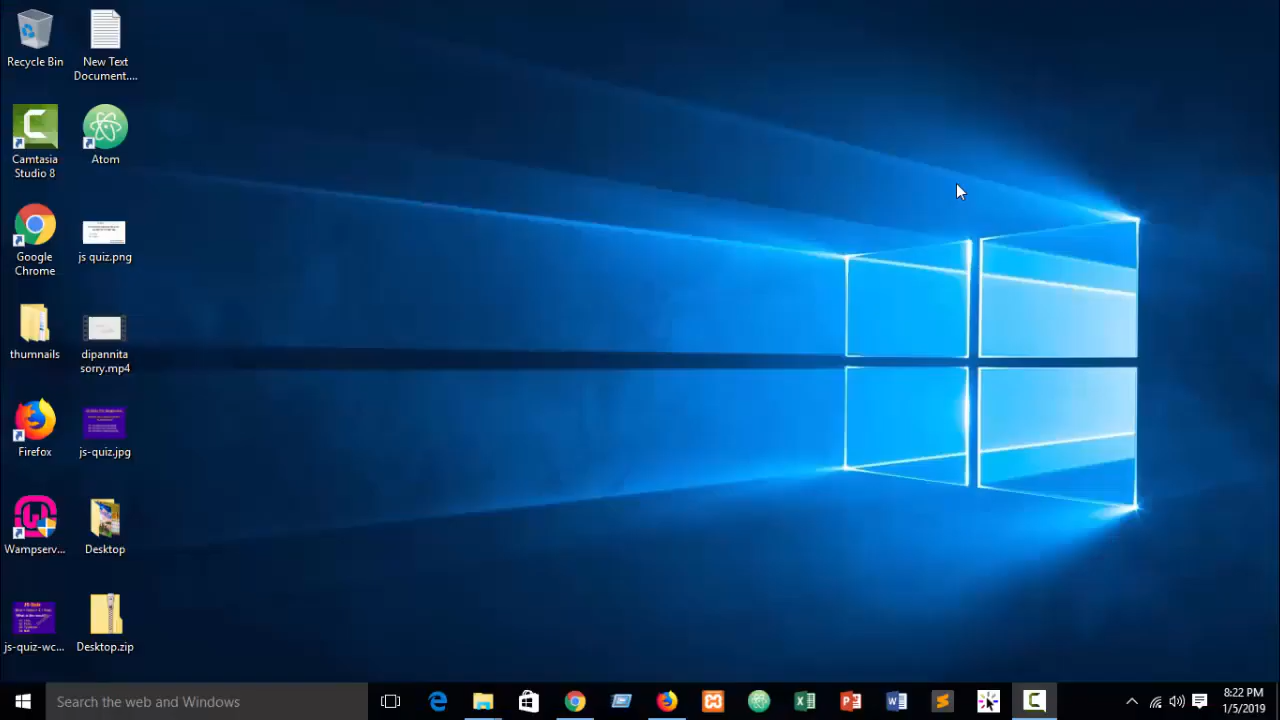 Recycle Bin
New Text
Document....
Camtasia
Studio 8
Atom
Google
Chrome
js quiz.png
thumnails
dipannita
sorry.mp4
Firefox
js-quiz.jpg
Wampserv...
Desktop
js-quiz-wc...
Desktop.zip
Search the web and Windows
8:22 PM
1/5/2019